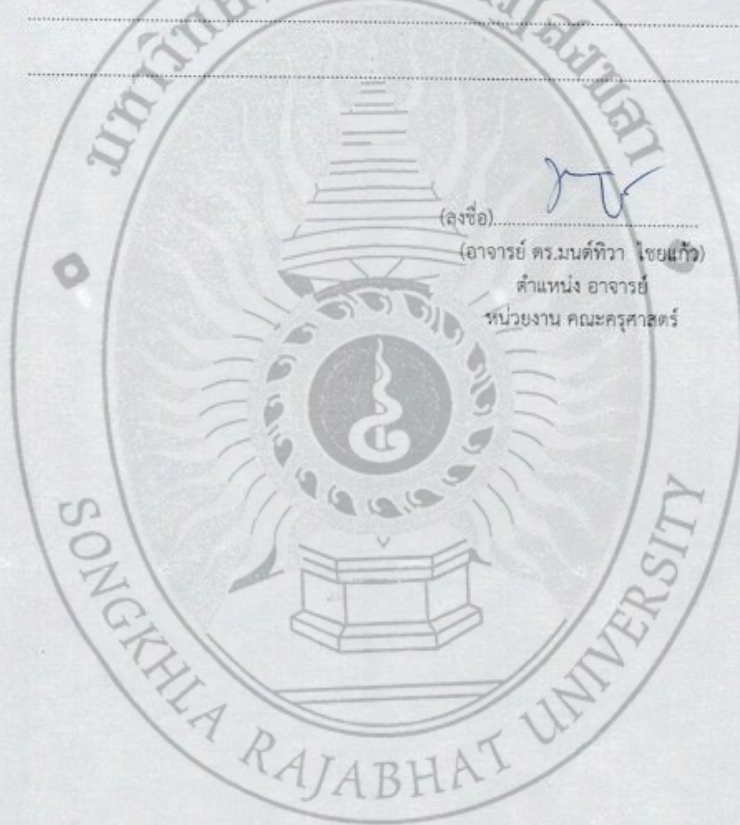 มหาวิทยาลัยราชภัฏสงขลา
(ลงชื่อ)
(อาจารย์ ดร.มนต์ทิวา ไชยแก้ว)
ตำแหน่ง อาจารย์
หน่วยงาน คณะครุศาสตร์
SONGKHLA RAJABHAT UNIVERSITY